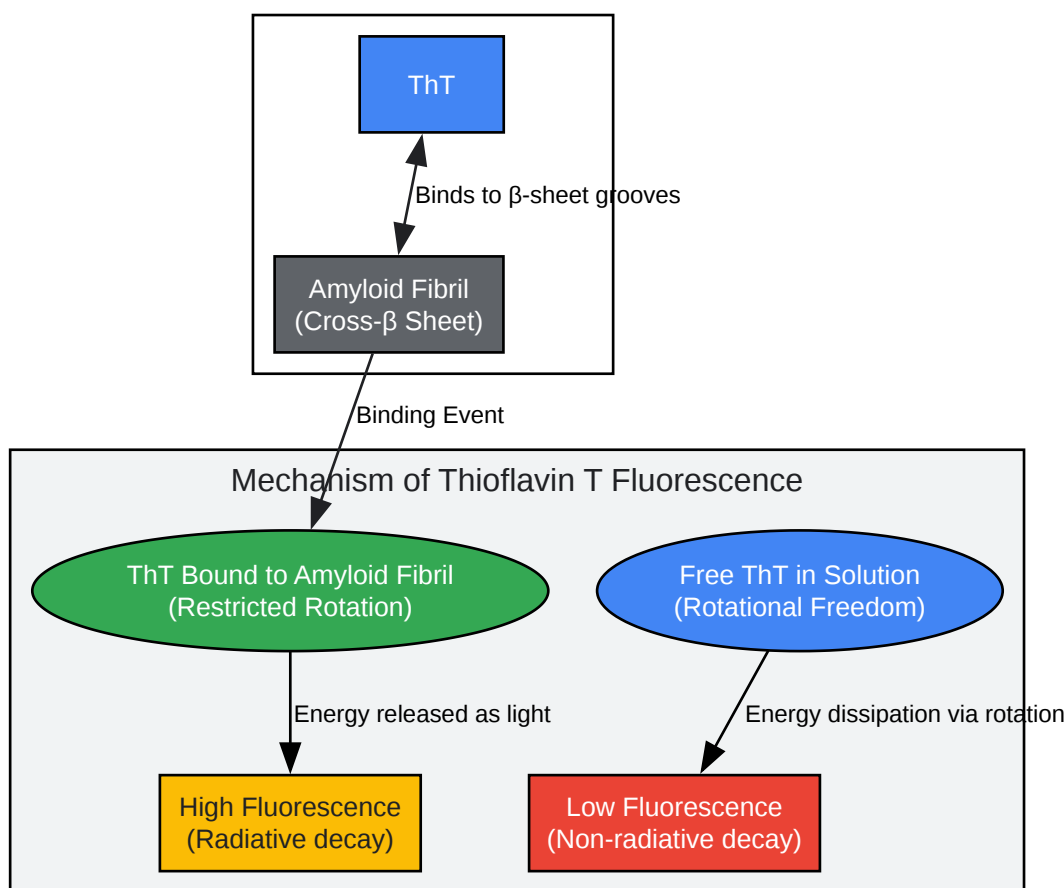 ThT
Binds to β-sheet grooves
Amyloid Fibril
(Cross-β Sheet)
Binding Event
Mechanism of Thioflavin T Fluorescence
ThT Bound to Amyloid Fibril
(Restricted Rotation)
Free ThT in Solution
(Rotational Freedom)
Energy released as light
Energy dissipation via rotation
High Fluorescence
(Radiative decay)
Low Fluorescence
(Non-radiative decay)